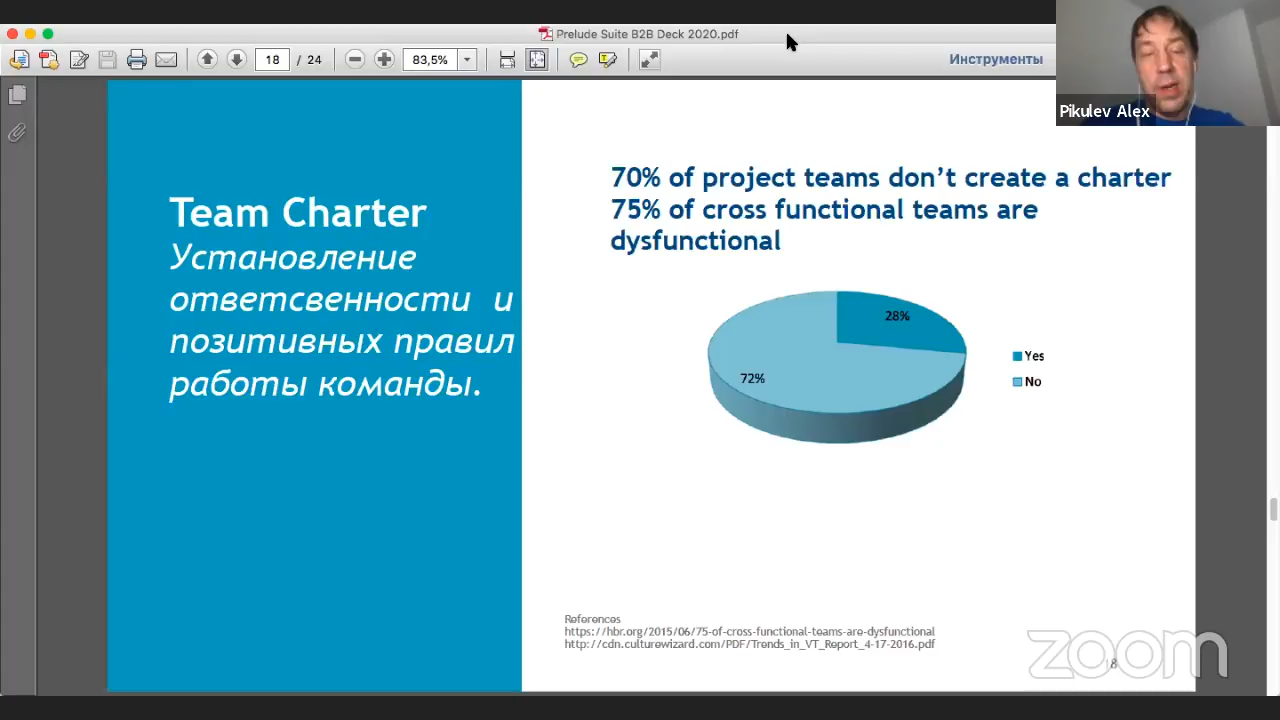 Prelude Suite B2B Deck 2020.pdf
18 / 24
83,5%
Инструменты
Pikulev Alex
Team Charter
Установление
ответсвенности и
позитивных правил
работы команды.
70% of project teams don’t create a charter
75% of cross functional teams are
dysfunctional
28%
72%
Yes
No
References
https://hbr.org/2015/06/75-of-cross-functional-teams-are-dysfunctional
http://cdn.culturewizard.com/PDF/Trends_in_VT_Report_4-17-2016.pdf
zoom